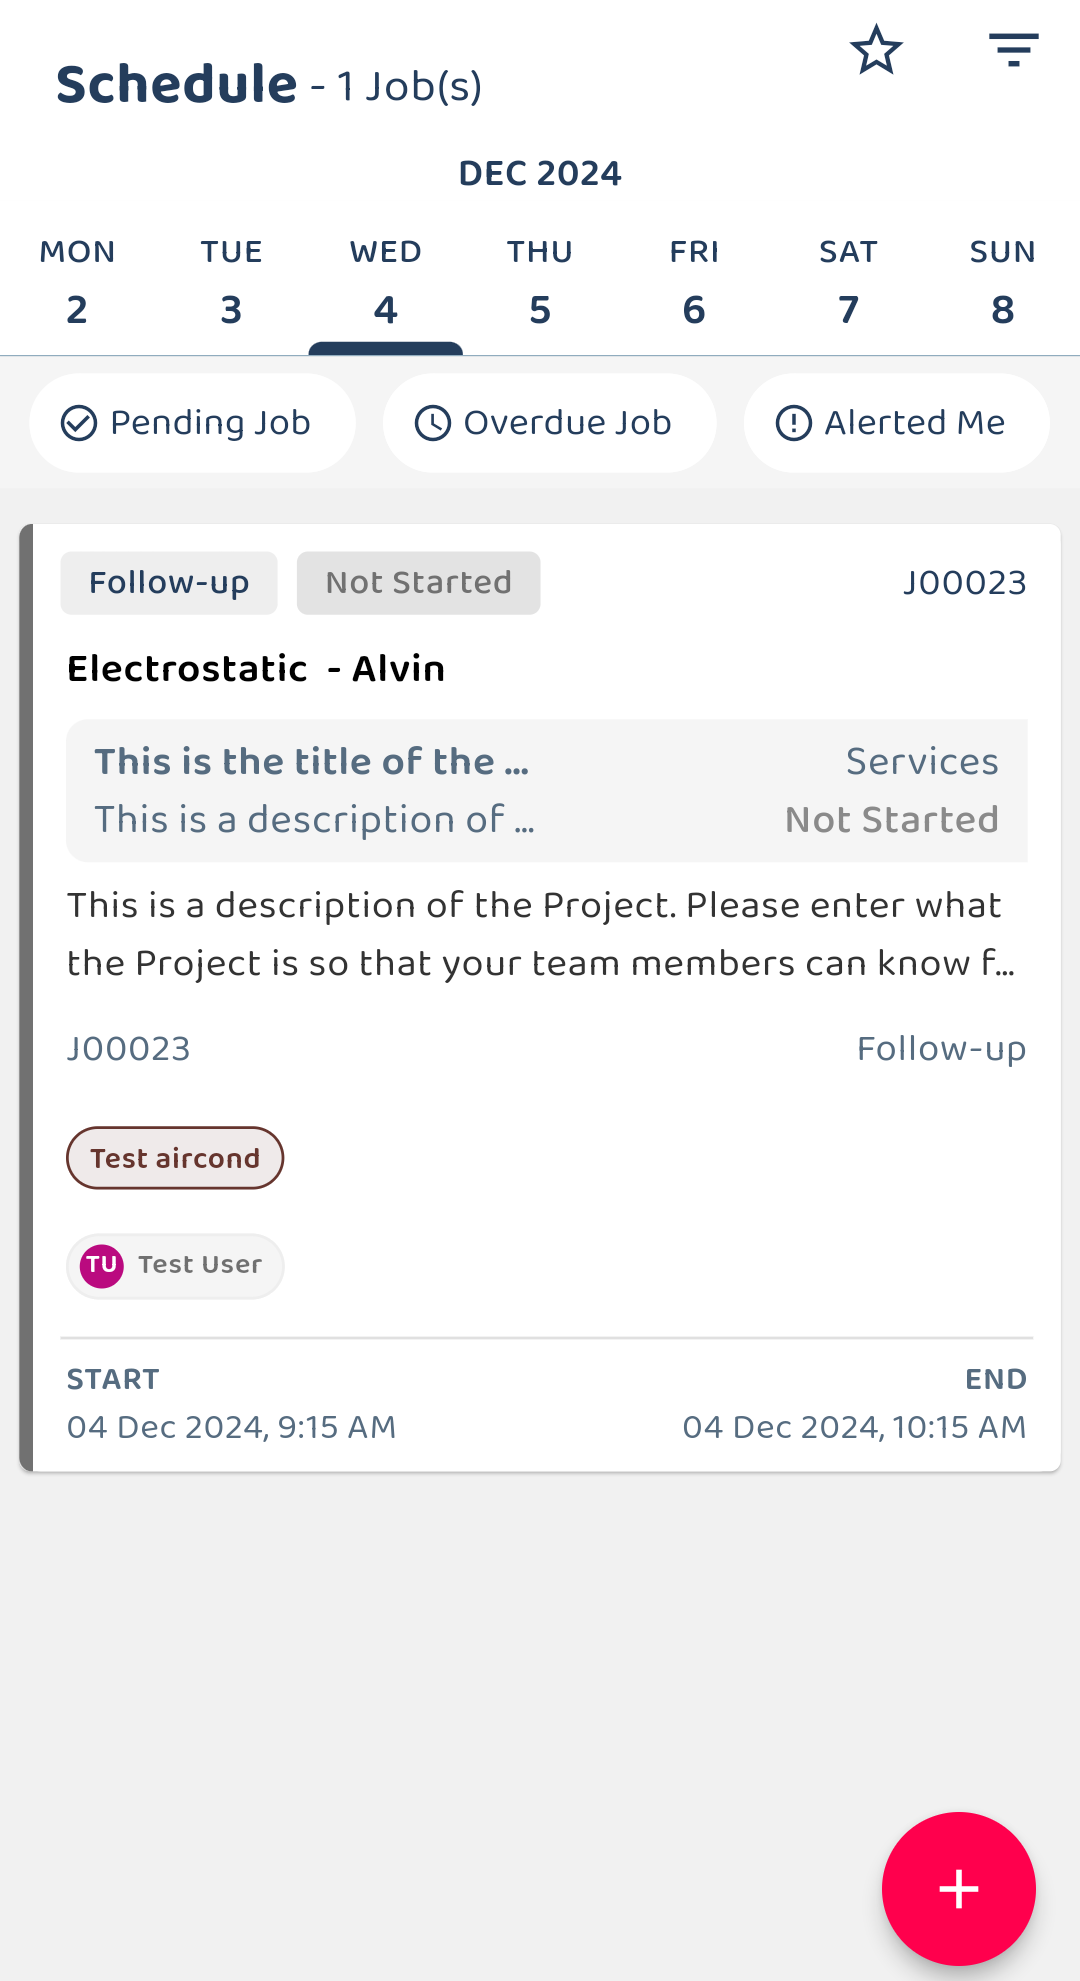 Schedule - 1 Job(s)
DEC 2024
MON TUE WED THU FRI SAT SUN
2 3 4 5 6 7 8
Pending Job Overdue Job Alerted Me
Follow-up Not Started J00023
Electrostatic - Alvin
This is the title of the ... Services
This is a description of ... Not Started
This is a description of the Project. Please enter what
the Project is so that your team members can know f...
J00023 Follow-up
Test aircond
TU Test User
START END
04 Dec 2024, 9:15 AM 04 Dec 2024, 10:15 AM